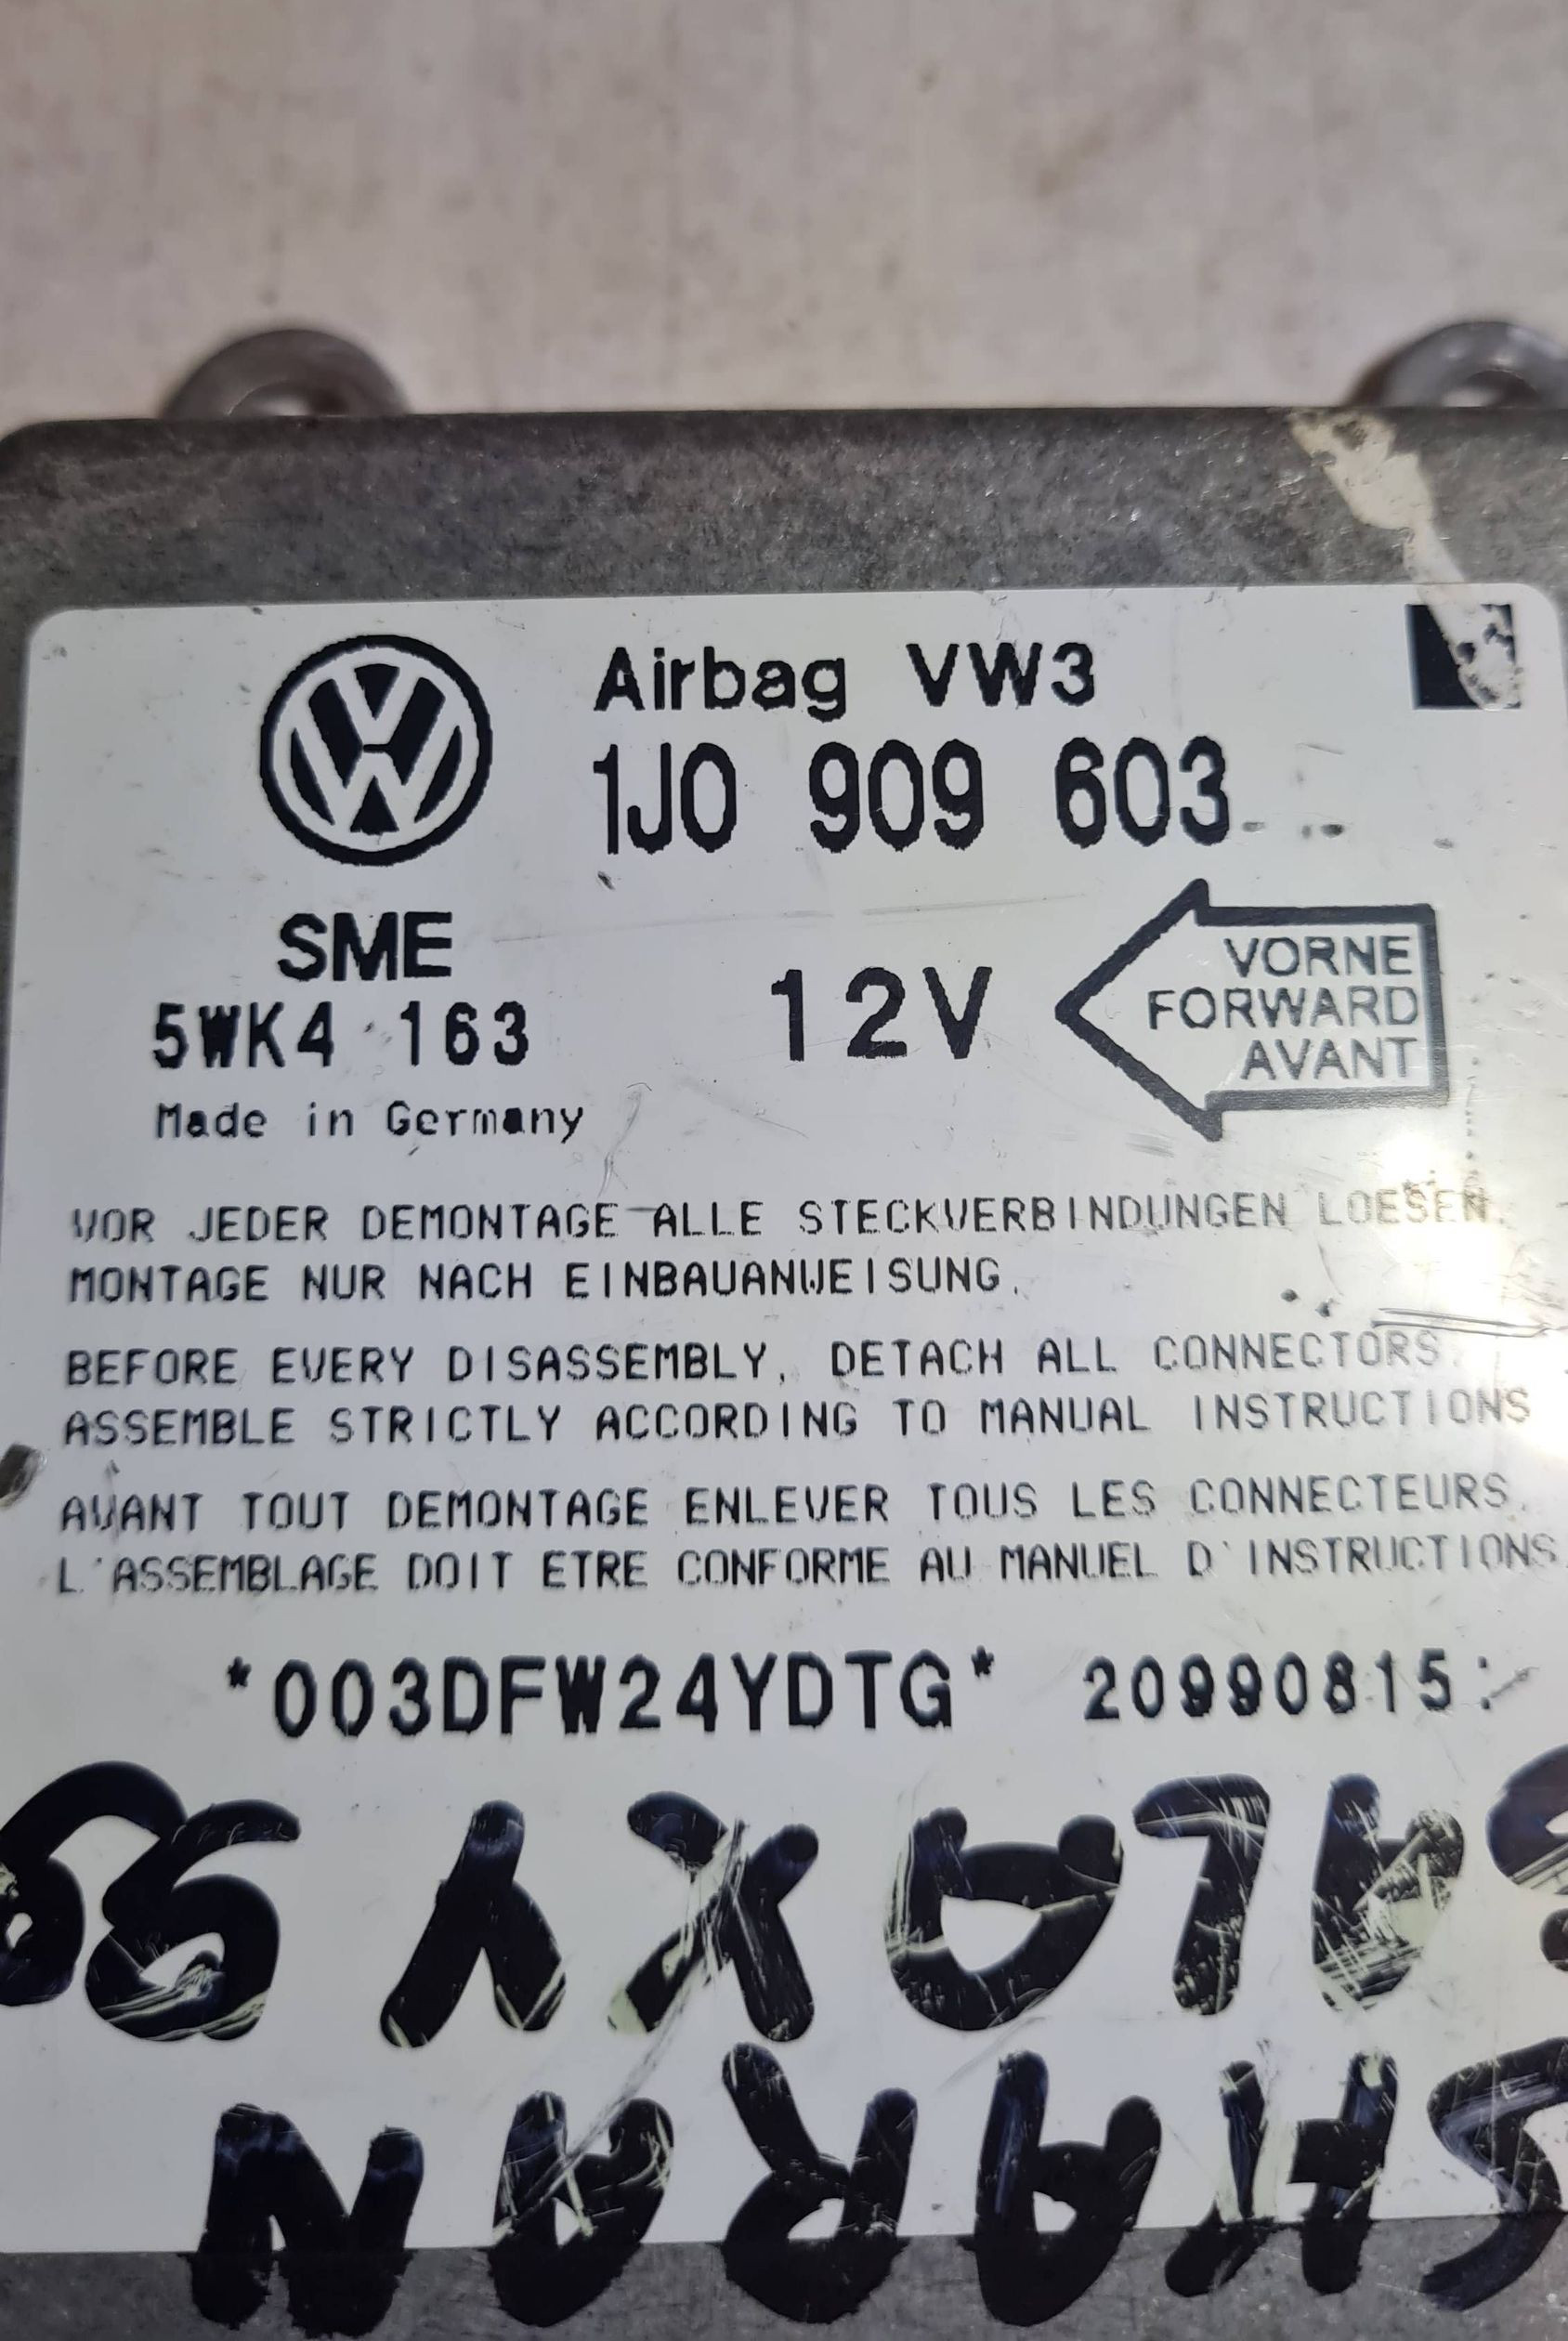 Airbag VW3
1J0 909 603
SME
5WK4 163
12V
VORNE
FORWARD
AVANT
Made in Germany
VOR JEDER DEMONTAGE ALLE STECKVERBINDUNGEN LOESEN.
MONTAGE NUR NACH EINBAUANWEISUNG.
BEFORE EVERY DISASSEMBLY, DETACH ALL CONNECTORS.
ASSEMBLE STRICTLY ACCORDING TO MANUAL INSTRUCTIONS
AVANT TOUT DEMONTAGE ENLEVER TOUS LES CONNECTEURS.
L'ASSEMBLAGE DOIT ETRE CONFORME AU MANUEL D'INSTRUCTIONS
*003DFW24YDTG* 20990815:
SHARAN
GALAXY 99